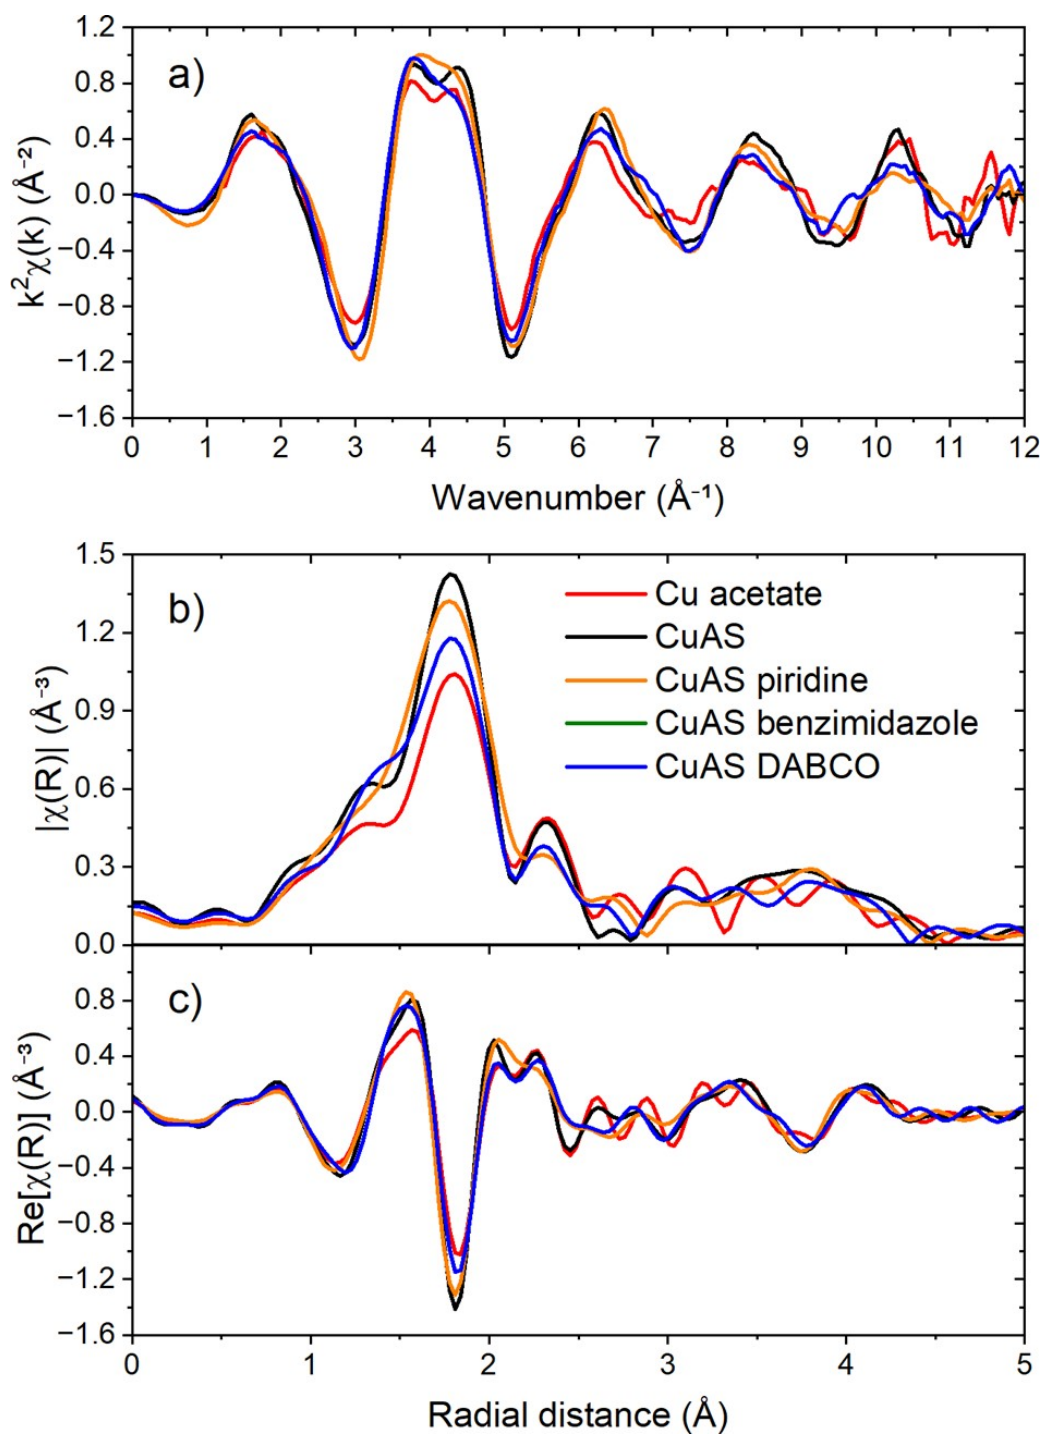 1.2
0.8
0.4
0.0
−0.4
−0.8
−1.2
−1.6
k²χ(k) (Å⁻²)
a)
0 1 2 3 4 5 6 7 8 9 10 11 12
Wavenumber (Å⁻¹)
1.5
1.2
0.9
0.6
0.3
0.0
|χ(R)| (Å⁻³)
b)
Cu acetate
CuAS
CuAS piridine
CuAS benzimidazole
CuAS DABCO
0.8
0.4
0.0
−0.4
−0.8
−1.2
−1.6
Re[χ(R)] (Å⁻³)
c)
0 1 2 3 4 5
Radial distance (Å)